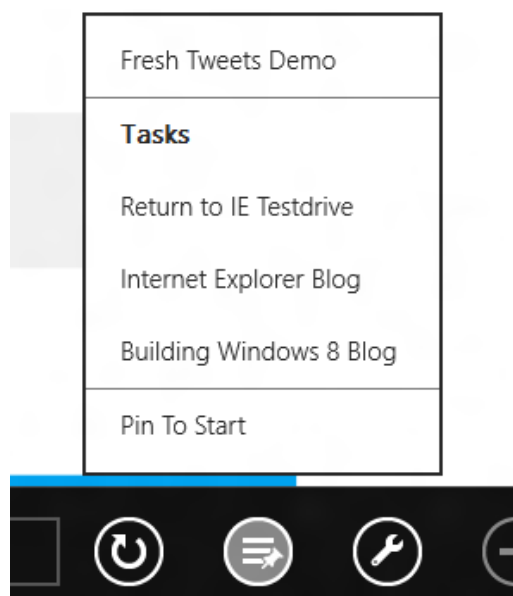 Fresh Tweets Demo
Tasks
Return to IE Testdrive
Internet Explorer Blog
Building Windows 8 Blog
Pin To Start